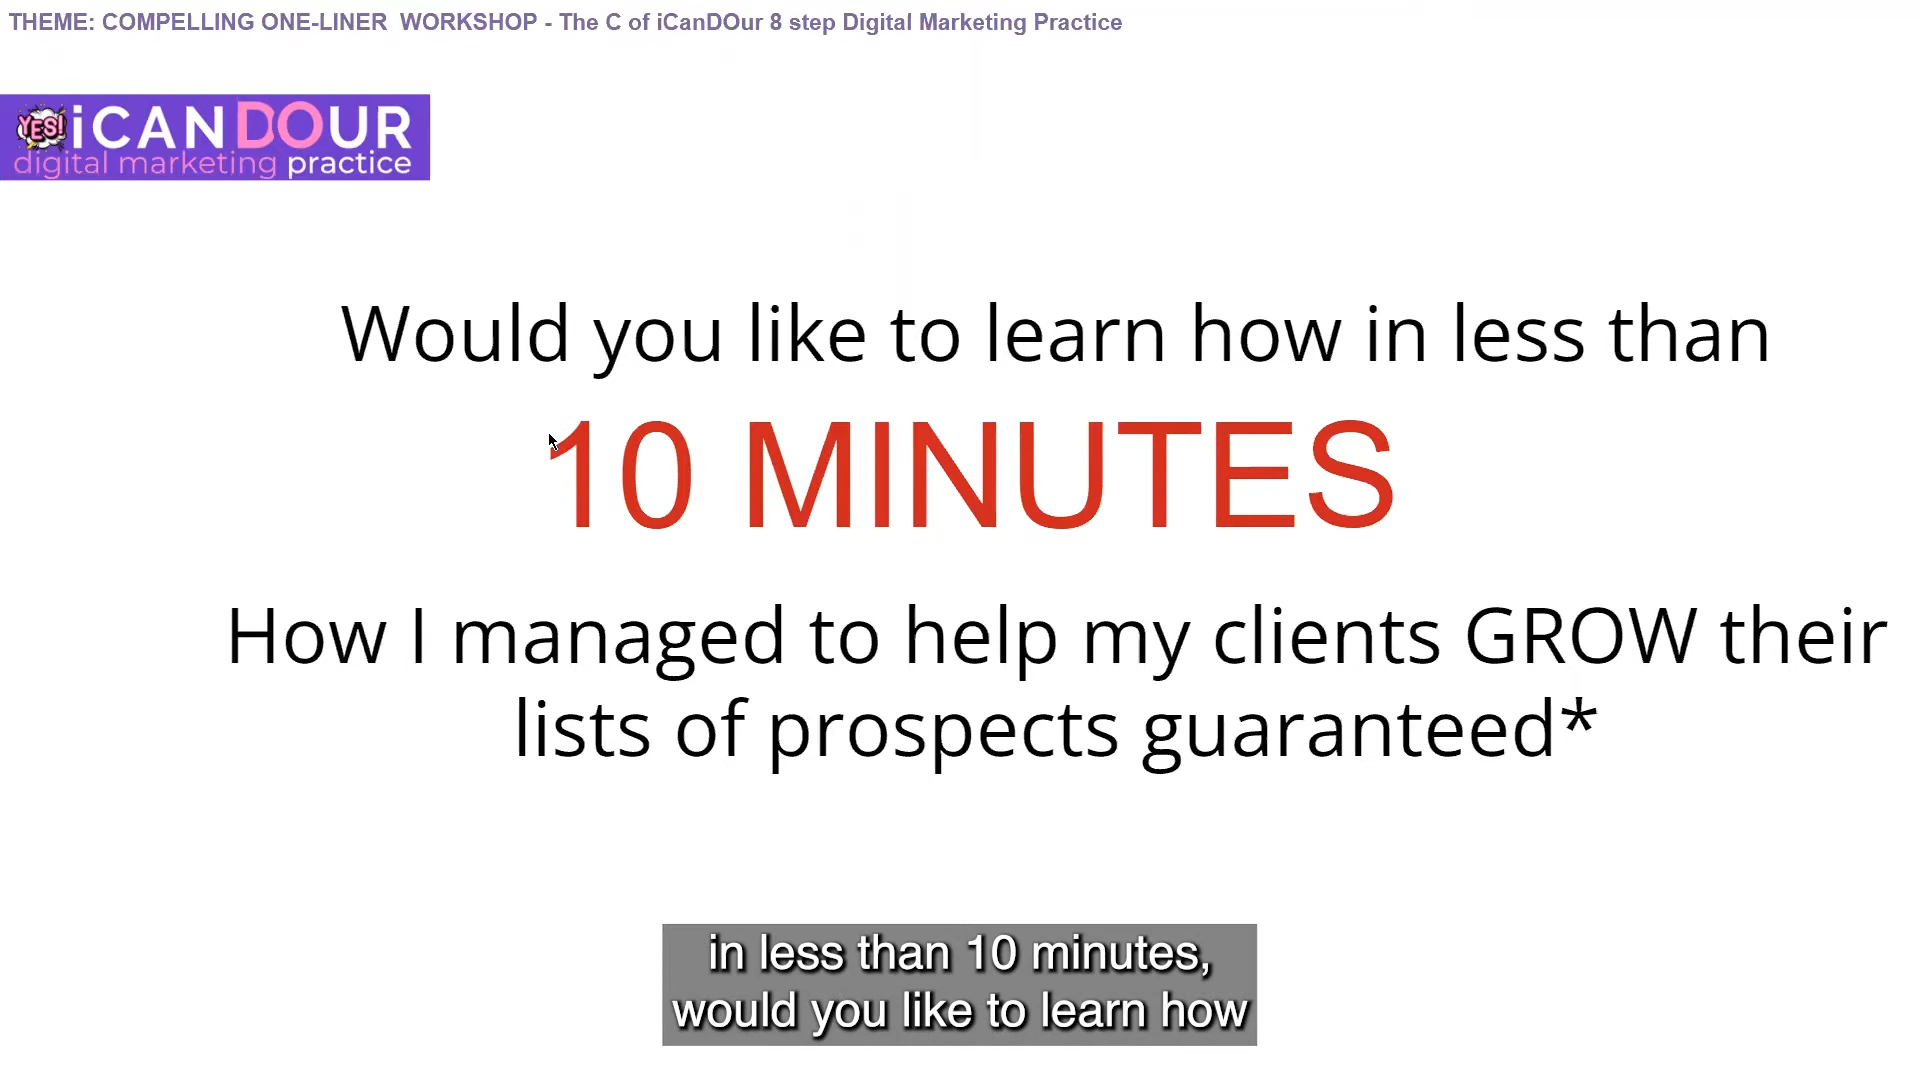 THEME: COMPELLING ONE-LINER  WORKSHOP - The C of iCanDOur 8 step Digital Marketing Practice
YES! iCANDOUR
digital marketing practice
Would you like to learn how in less than
10 MINUTES
How I managed to help my clients GROW their
lists of prospects guaranteed*
in less than 10 minutes,
would you like to learn how